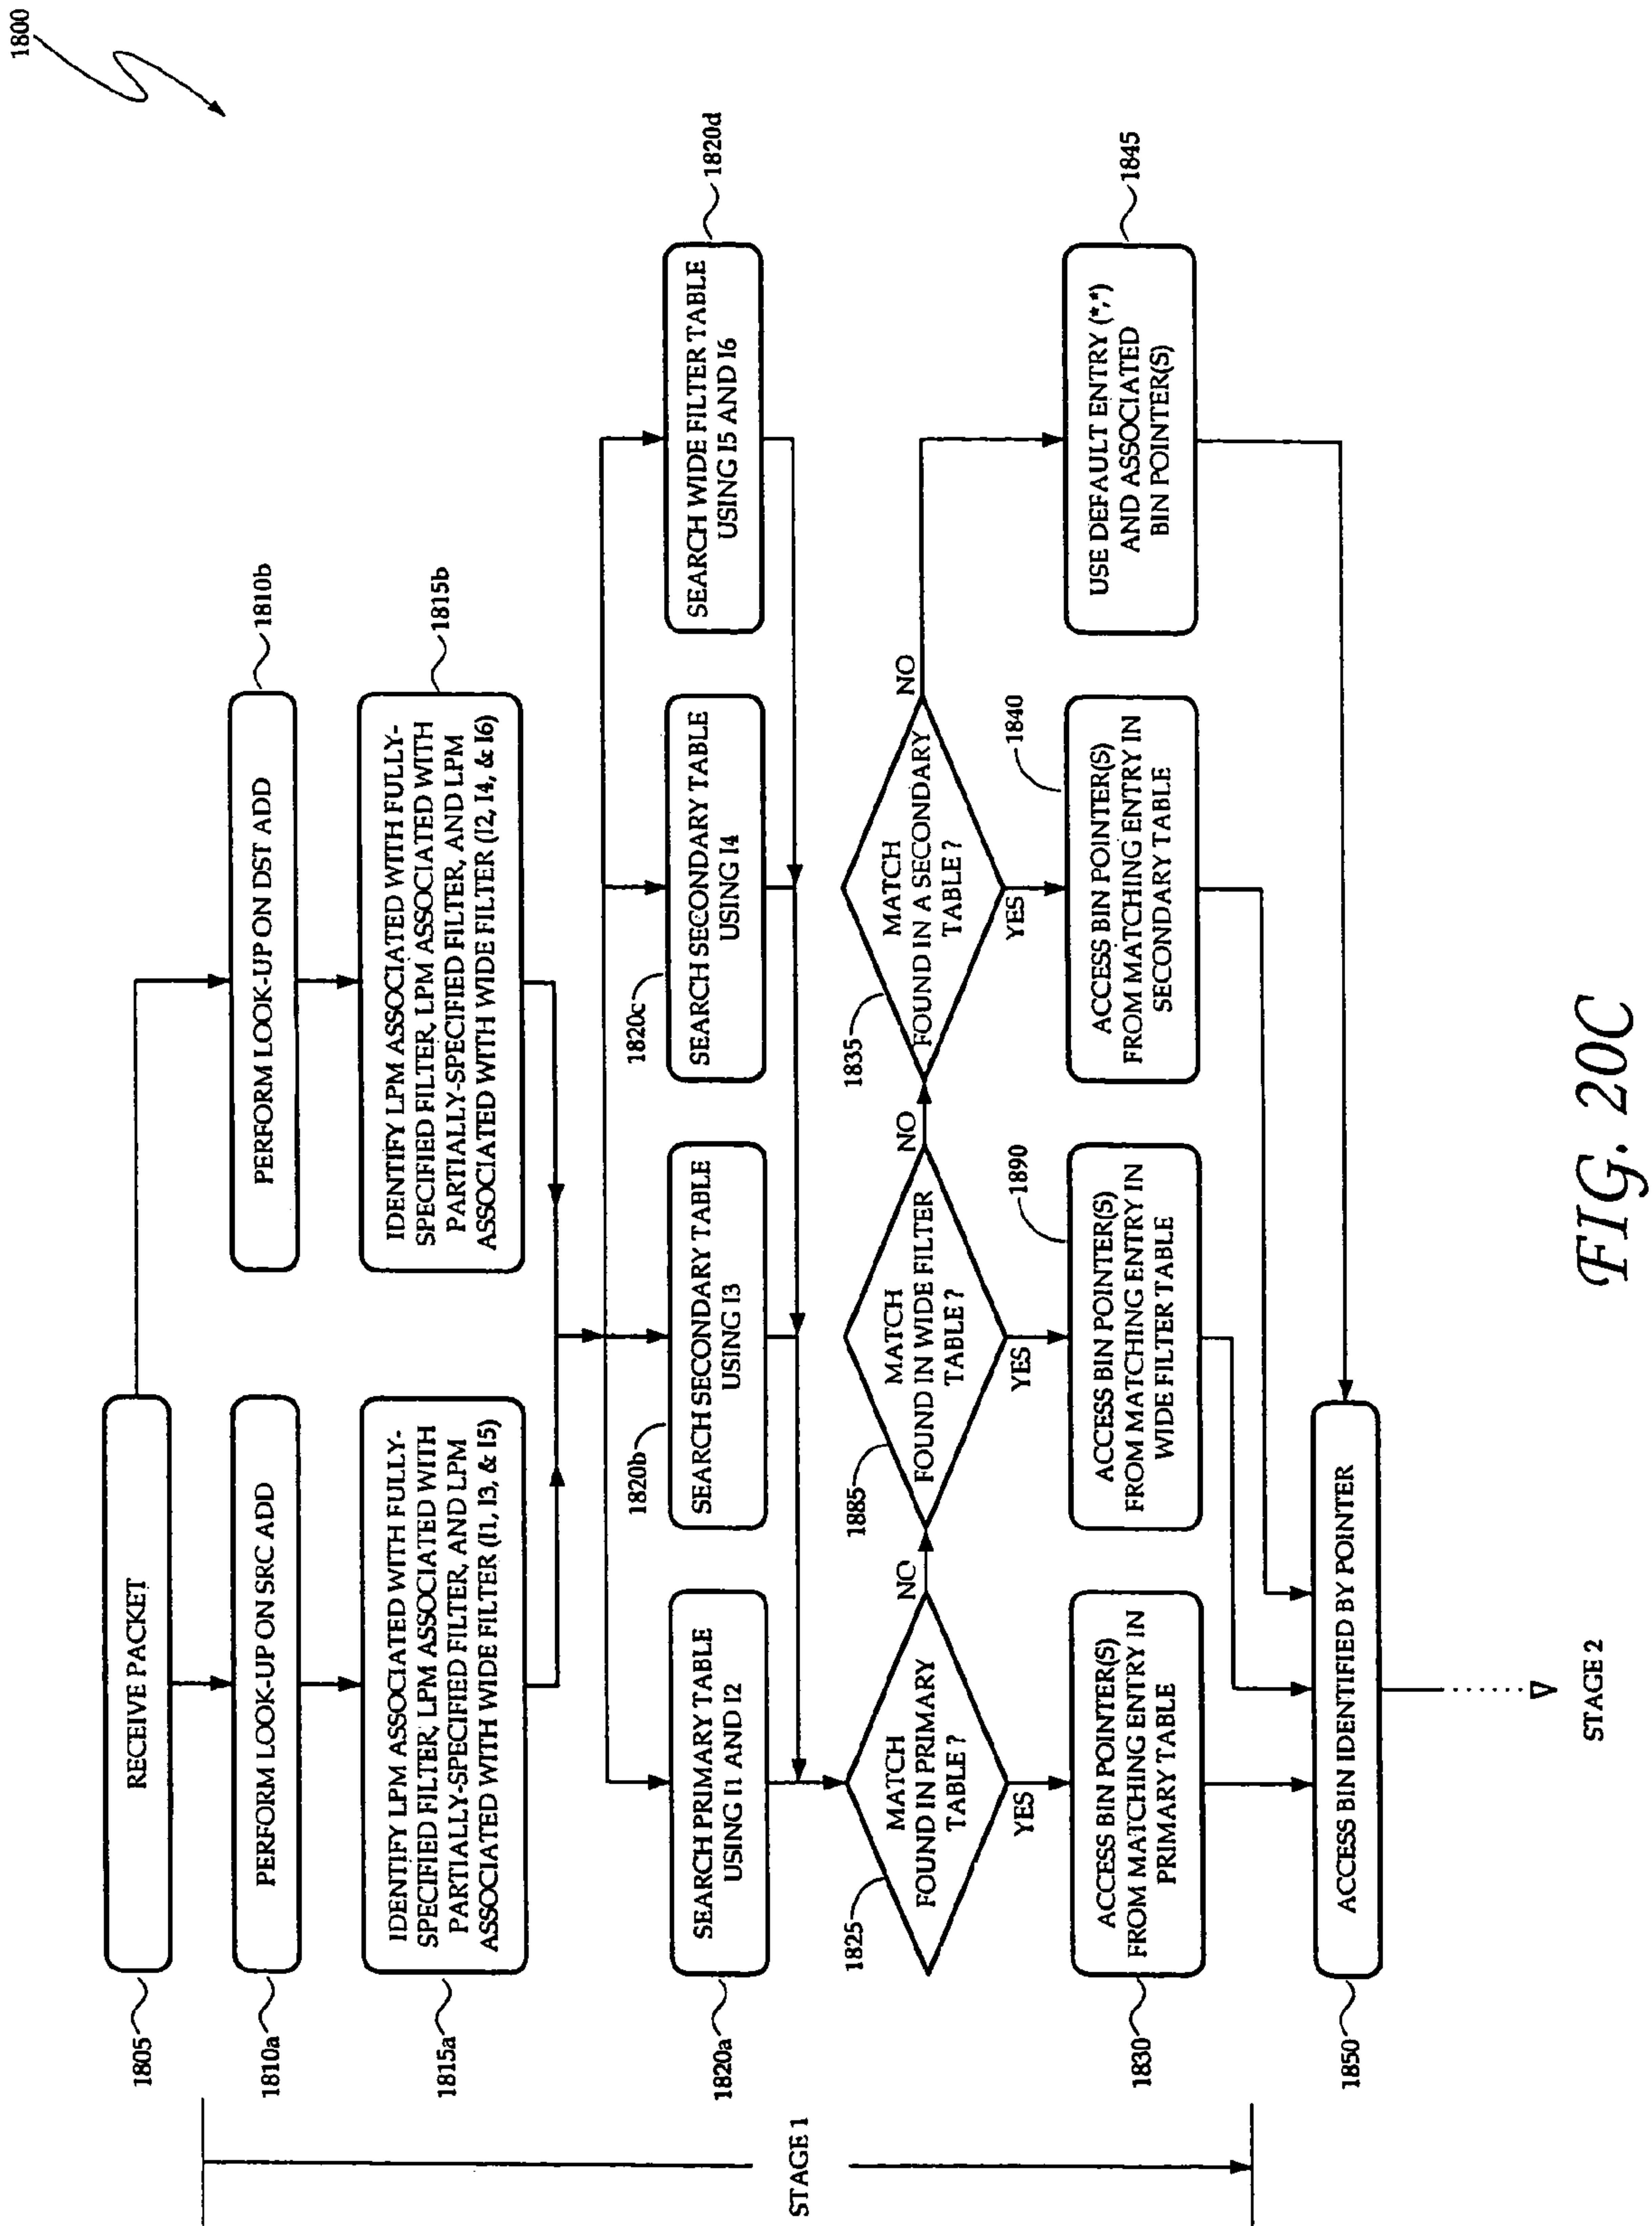 1800
1805
RECEIVE PACKET
1810a
PERFORM LOOK-UP ON SRC ADD
PERFORM LOOK-UP ON DST ADD
1810b
1815a
IDENTIFY LPM ASSOCIATED WITH FULLY-
SPECIFIED FILTER, LPM ASSOCIATED WITH
PARTIALLY-SPECIFIED FILTER, AND LPM
ASSOCIATED WITH WIDE FILTER (I1, I3, & I5)
IDENTIFY LPM ASSOCIATED WITH FULLY-
SPECIFIED FILTER, LPM ASSOCIATED WITH
PARTIALLY-SPECIFIED FILTER, AND LPM
ASSOCIATED WITH WIDE FILTER (I2, I4, & I6)
1815b
1820a
SEARCH PRIMARY TABLE
USING I1 AND I2
1820b
SEARCH SECONDARY TABLE
USING I3
1820c
SEARCH SECONDARY TABLE
USING I4
SEARCH WIDE FILTER TABLE
USING I5 AND I6
1820d
STAGE 1
1825
MATCH
FOUND IN PRIMARY
TABLE?
NO
YES
1885
MATCH
FOUND IN WIDE FILTER
TABLE?
NO
YES
1835
MATCH
FOUND IN A SECONDARY
TABLE?
NO
YES
1830
ACCESS BIN POINTER(S)
FROM MATCHING ENTRY IN
PRIMARY TABLE
1890
ACCESS BIN POINTER(S)
FROM MATCHING ENTRY IN
WIDE FILTER TABLE
1840
ACCESS BIN POINTER(S)
FROM MATCHING ENTRY IN
SECONDARY TABLE
USE DEFAULT ENTRY (*,*)
AND ASSOCIATED
BIN POINTER(S)
1845
1850
ACCESS BIN IDENTIFIED BY POINTER
STAGE 2
FIG. 20C